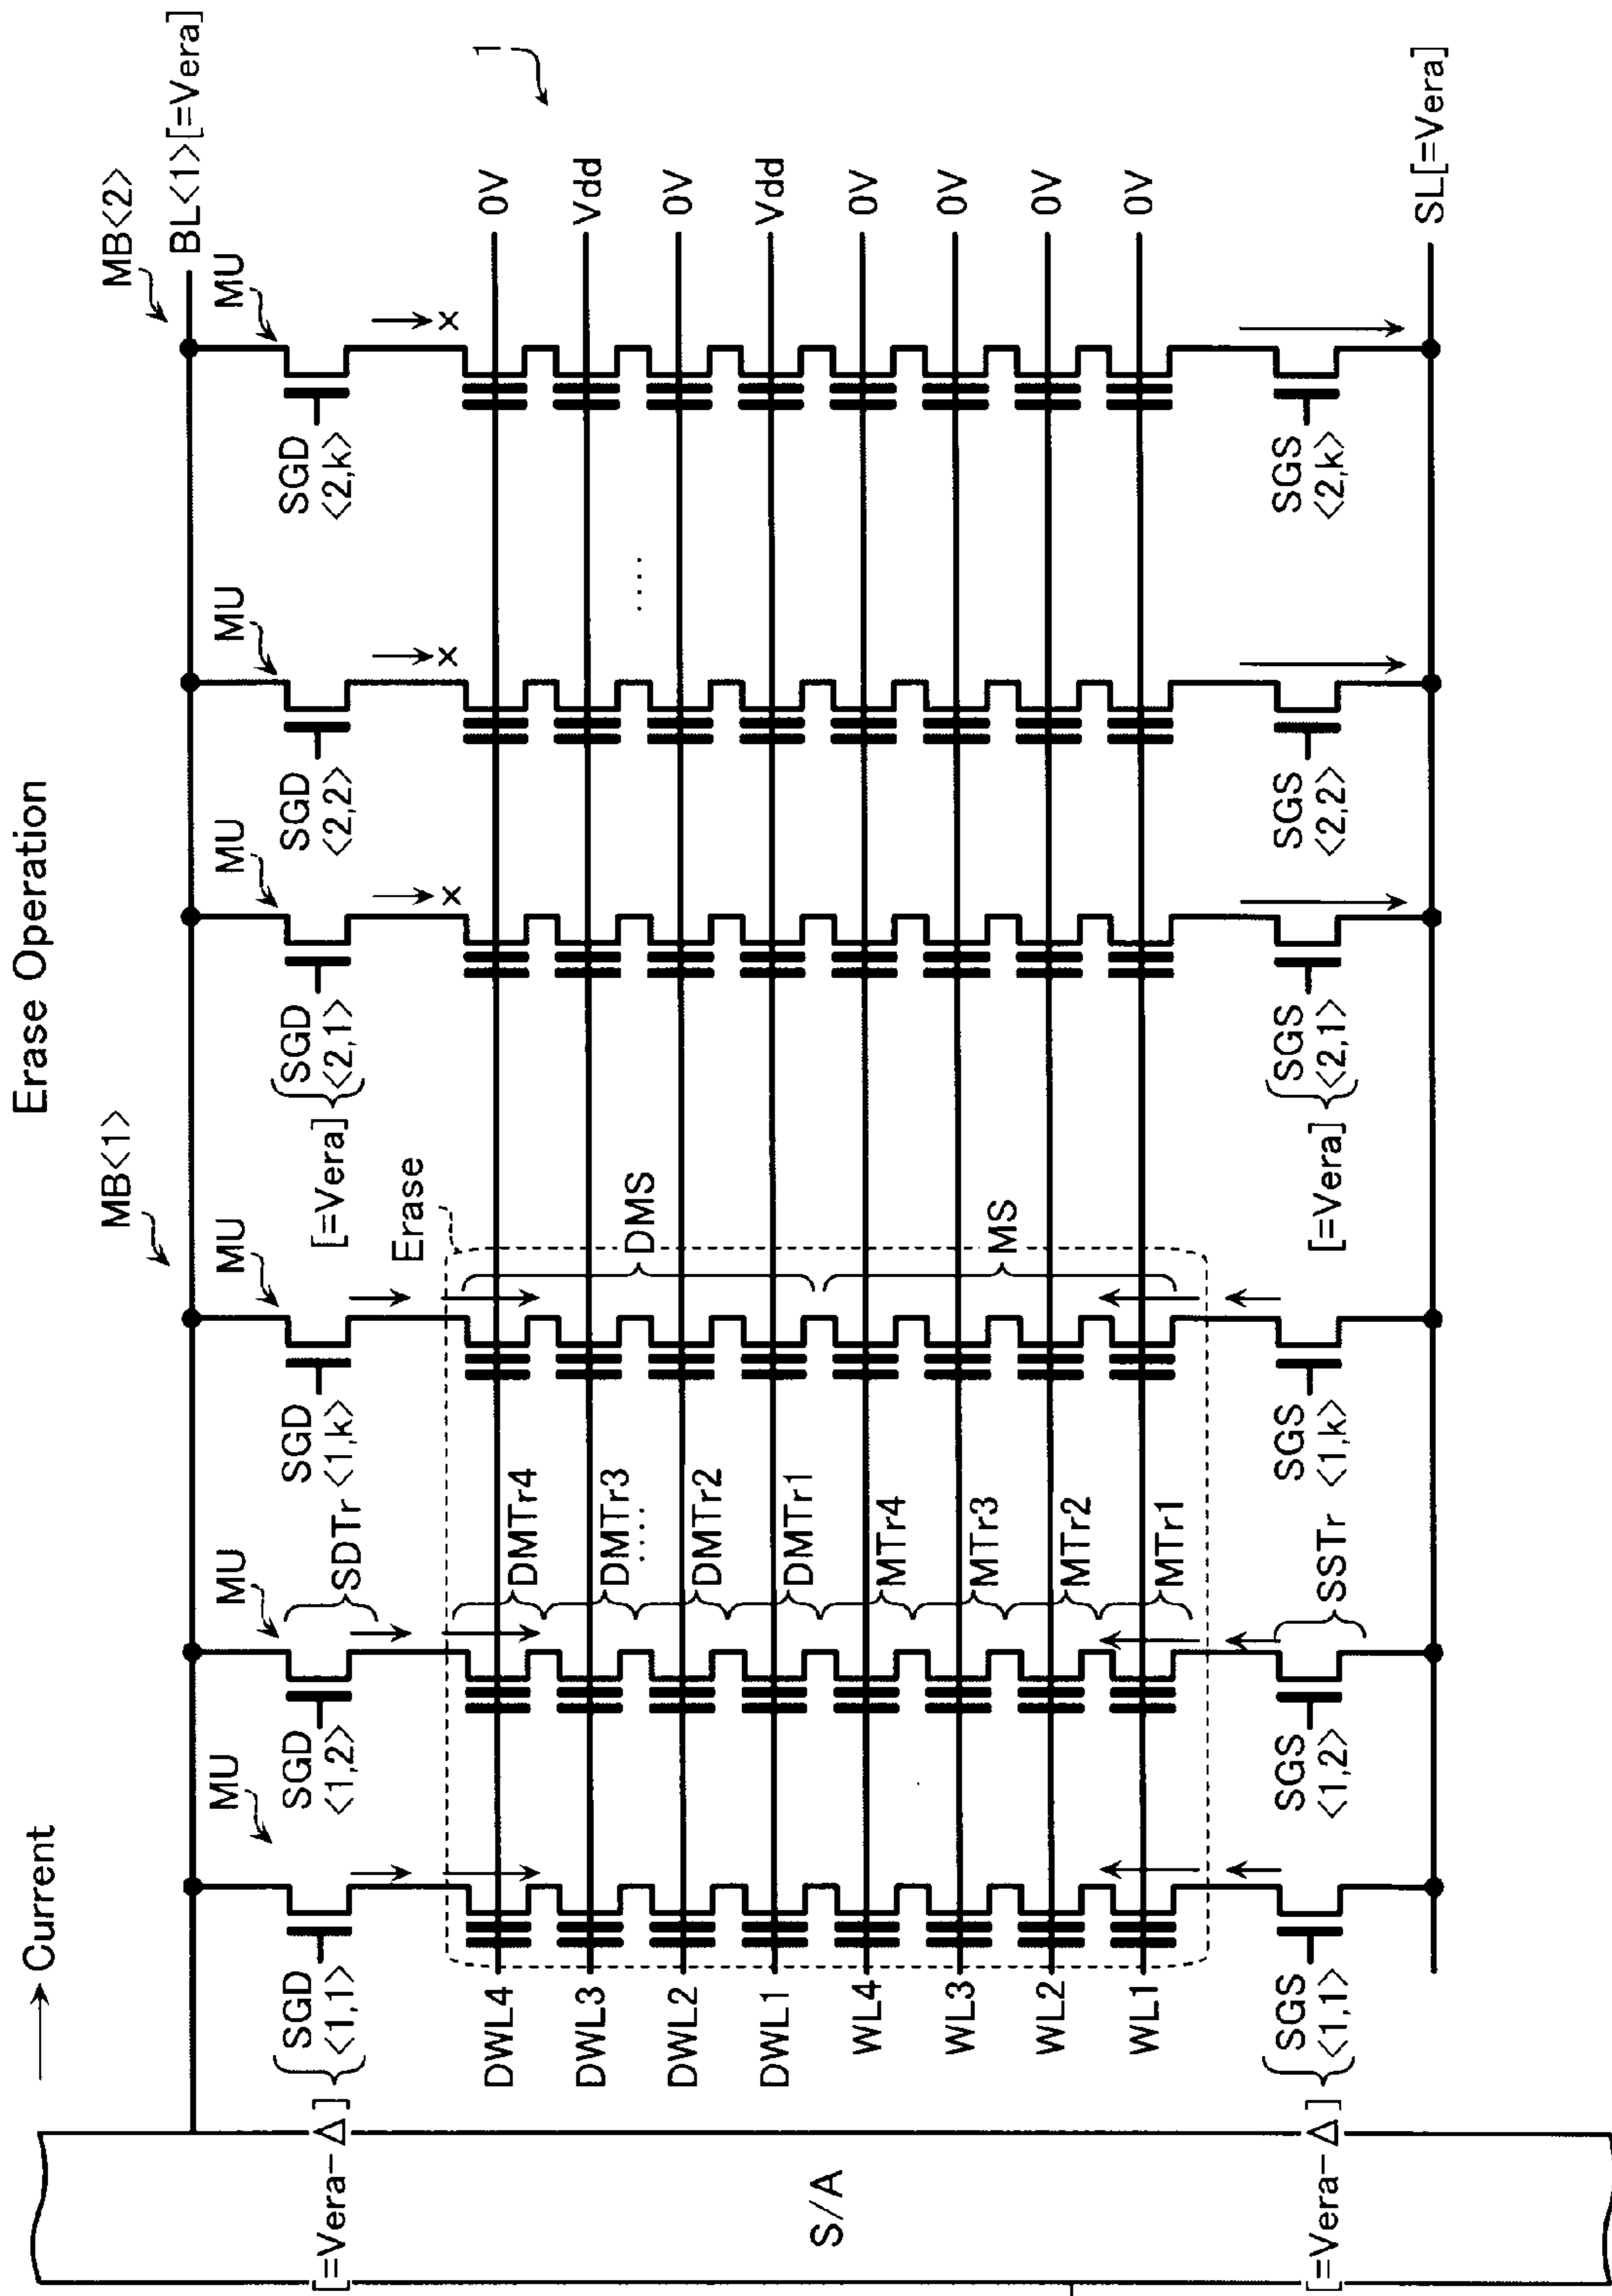 Erase Operation
Current
MB<1>
MB<2>
BL<1>[=Vera]
1
MU
MU
MU
MU
MU
MU
SGD
<1,1>
[=Vera-Δ]
SGD
<1,2>
SDTr
SGD
<1,k>
SGD
<2,1>
[=Vera]
SGD
<2,2>
SGD
<2,k>
Erase
DWL4
DMTr4
0V
DWL3
DMTr3
....
Vdd
DWL2
DMTr2
DMS
....
0V
DWL1
DMTr1
Vdd
WL4
MTr4
0V
WL3
MTr3
MS
0V
WL2
MTr2
0V
WL1
MTr1
0V
S/A
SGS
<1,1>
[=Vera-Δ]
SGS
<1,2>
SSTr
SGS
<1,k>
SGS
<2,1>
[=Vera]
SGS
<2,2>
SGS
<2,k>
SL[=Vera]